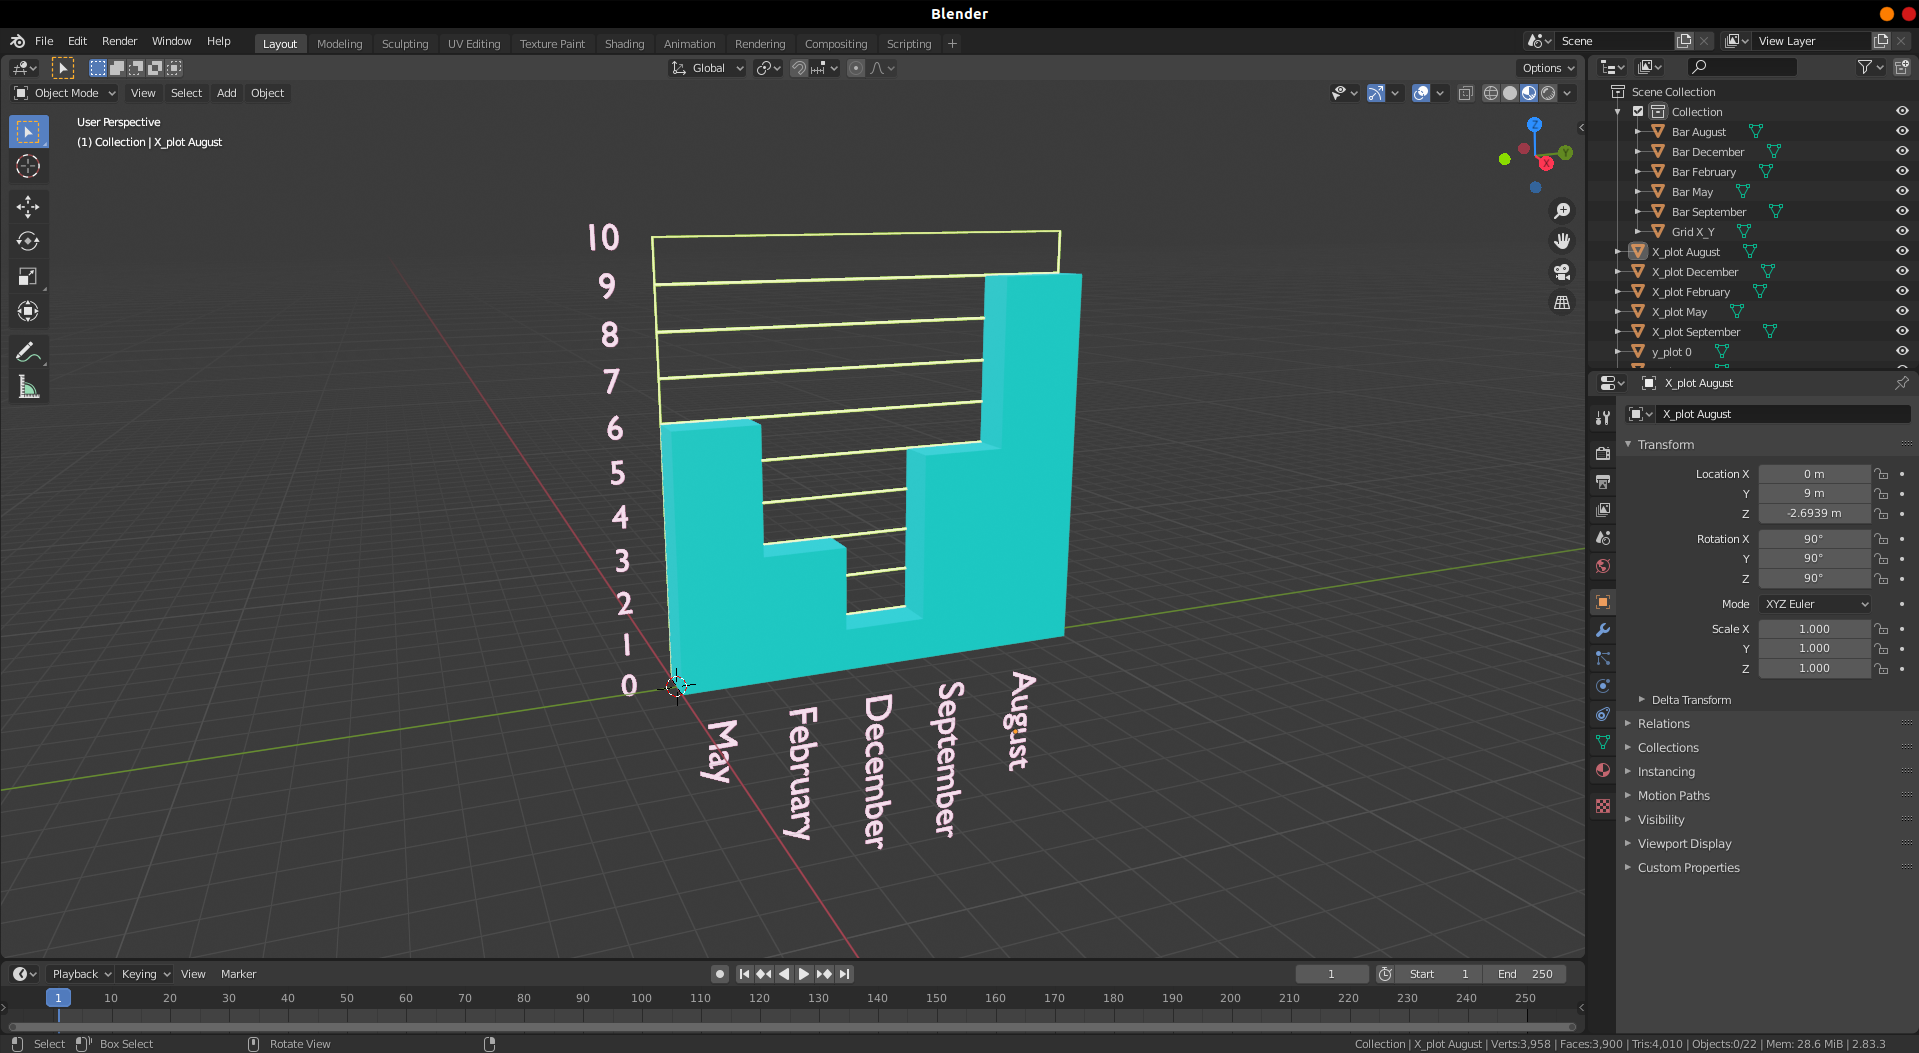 Blender
File Edit Render Window Help Layout Modeling Sculpting UV Editing Texture Paint Shading Animation Rendering Compositing Scripting + Scene View Layer
Global Options
Object Mode View Select Add Object
User Perspective
(1) Collection | X_plot August
Z
Y
X
10
9
8
7
6
5
4
3
2
1
0
May
February
December
September
August
Scene Collection
Collection
Bar August
Bar December
Bar February
Bar May
Bar September
Grid X_Y
X_plot August
X_plot December
X_plot February
X_plot May
X_plot September
y_plot 0
X_plot August
X_plot August
Transform
Location X 0 m
Y 9 m
Z -2.6939 m
Rotation X 90°
Y 90°
Z 90°
Mode XYZ Euler
Scale X 1.000
Y 1.000
Z 1.000
Delta Transform
Relations
Collections
Instancing
Motion Paths
Visibility
Viewport Display
Custom Properties
Playback Keying View Marker 1 Start 1 End 250
1 10 20 30 40 50 60 70 80 90 100 110 120 130 140 150 160 170 180 190 200 210 220 230 240 250
Select Box Select Rotate View Collection | X_plot August | Verts:3,958 | Faces:3,900 | Tris:4,010 | Objects:0/22 | Mem: 28.6 MiB | 2.83.3